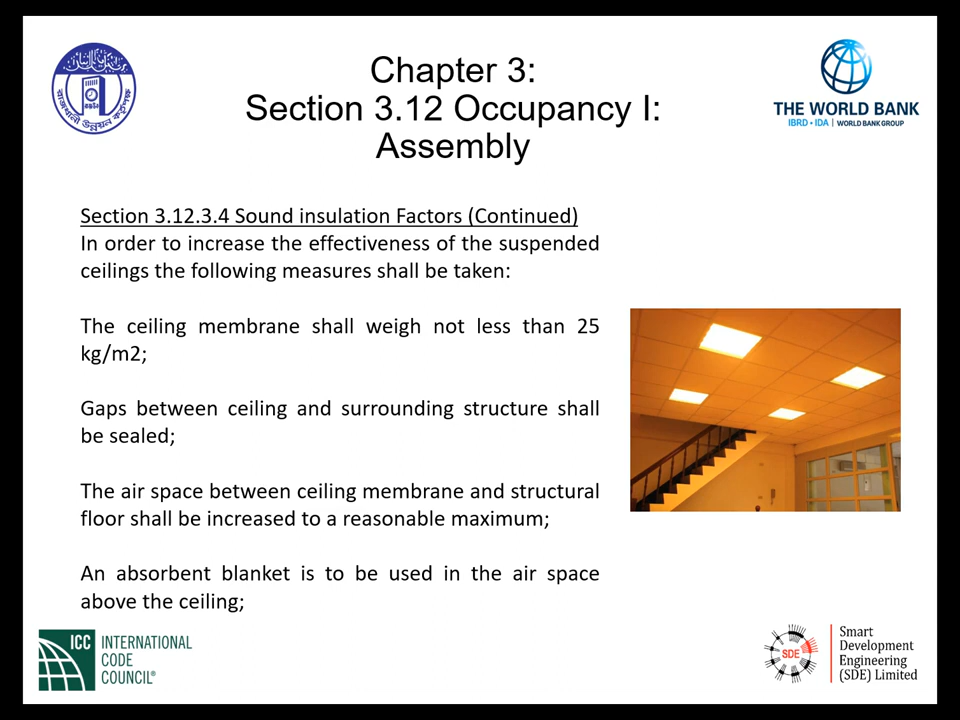 Chapter 3:
Section 3.12 Occupancy I:
Assembly
THE WORLD BANK
IBRD • IDA | WORLD BANK GROUP
রাজধানী উন্নয়ন কর্তৃপক্ষ
Section 3.12.3.4 Sound insulation Factors (Continued)
In order to increase the effectiveness of the suspended
ceilings the following measures shall be taken:
The ceiling membrane shall weigh not less than 25
kg/m2;
Gaps between ceiling and surrounding structure shall
be sealed;
The air space between ceiling membrane and structural
floor shall be increased to a reasonable maximum;
An absorbent blanket is to be used in the air space
above the ceiling;
ICC
INTERNATIONAL
CODE
COUNCIL®
SDE
Smart
Development
Engineering
(SDE) Limited